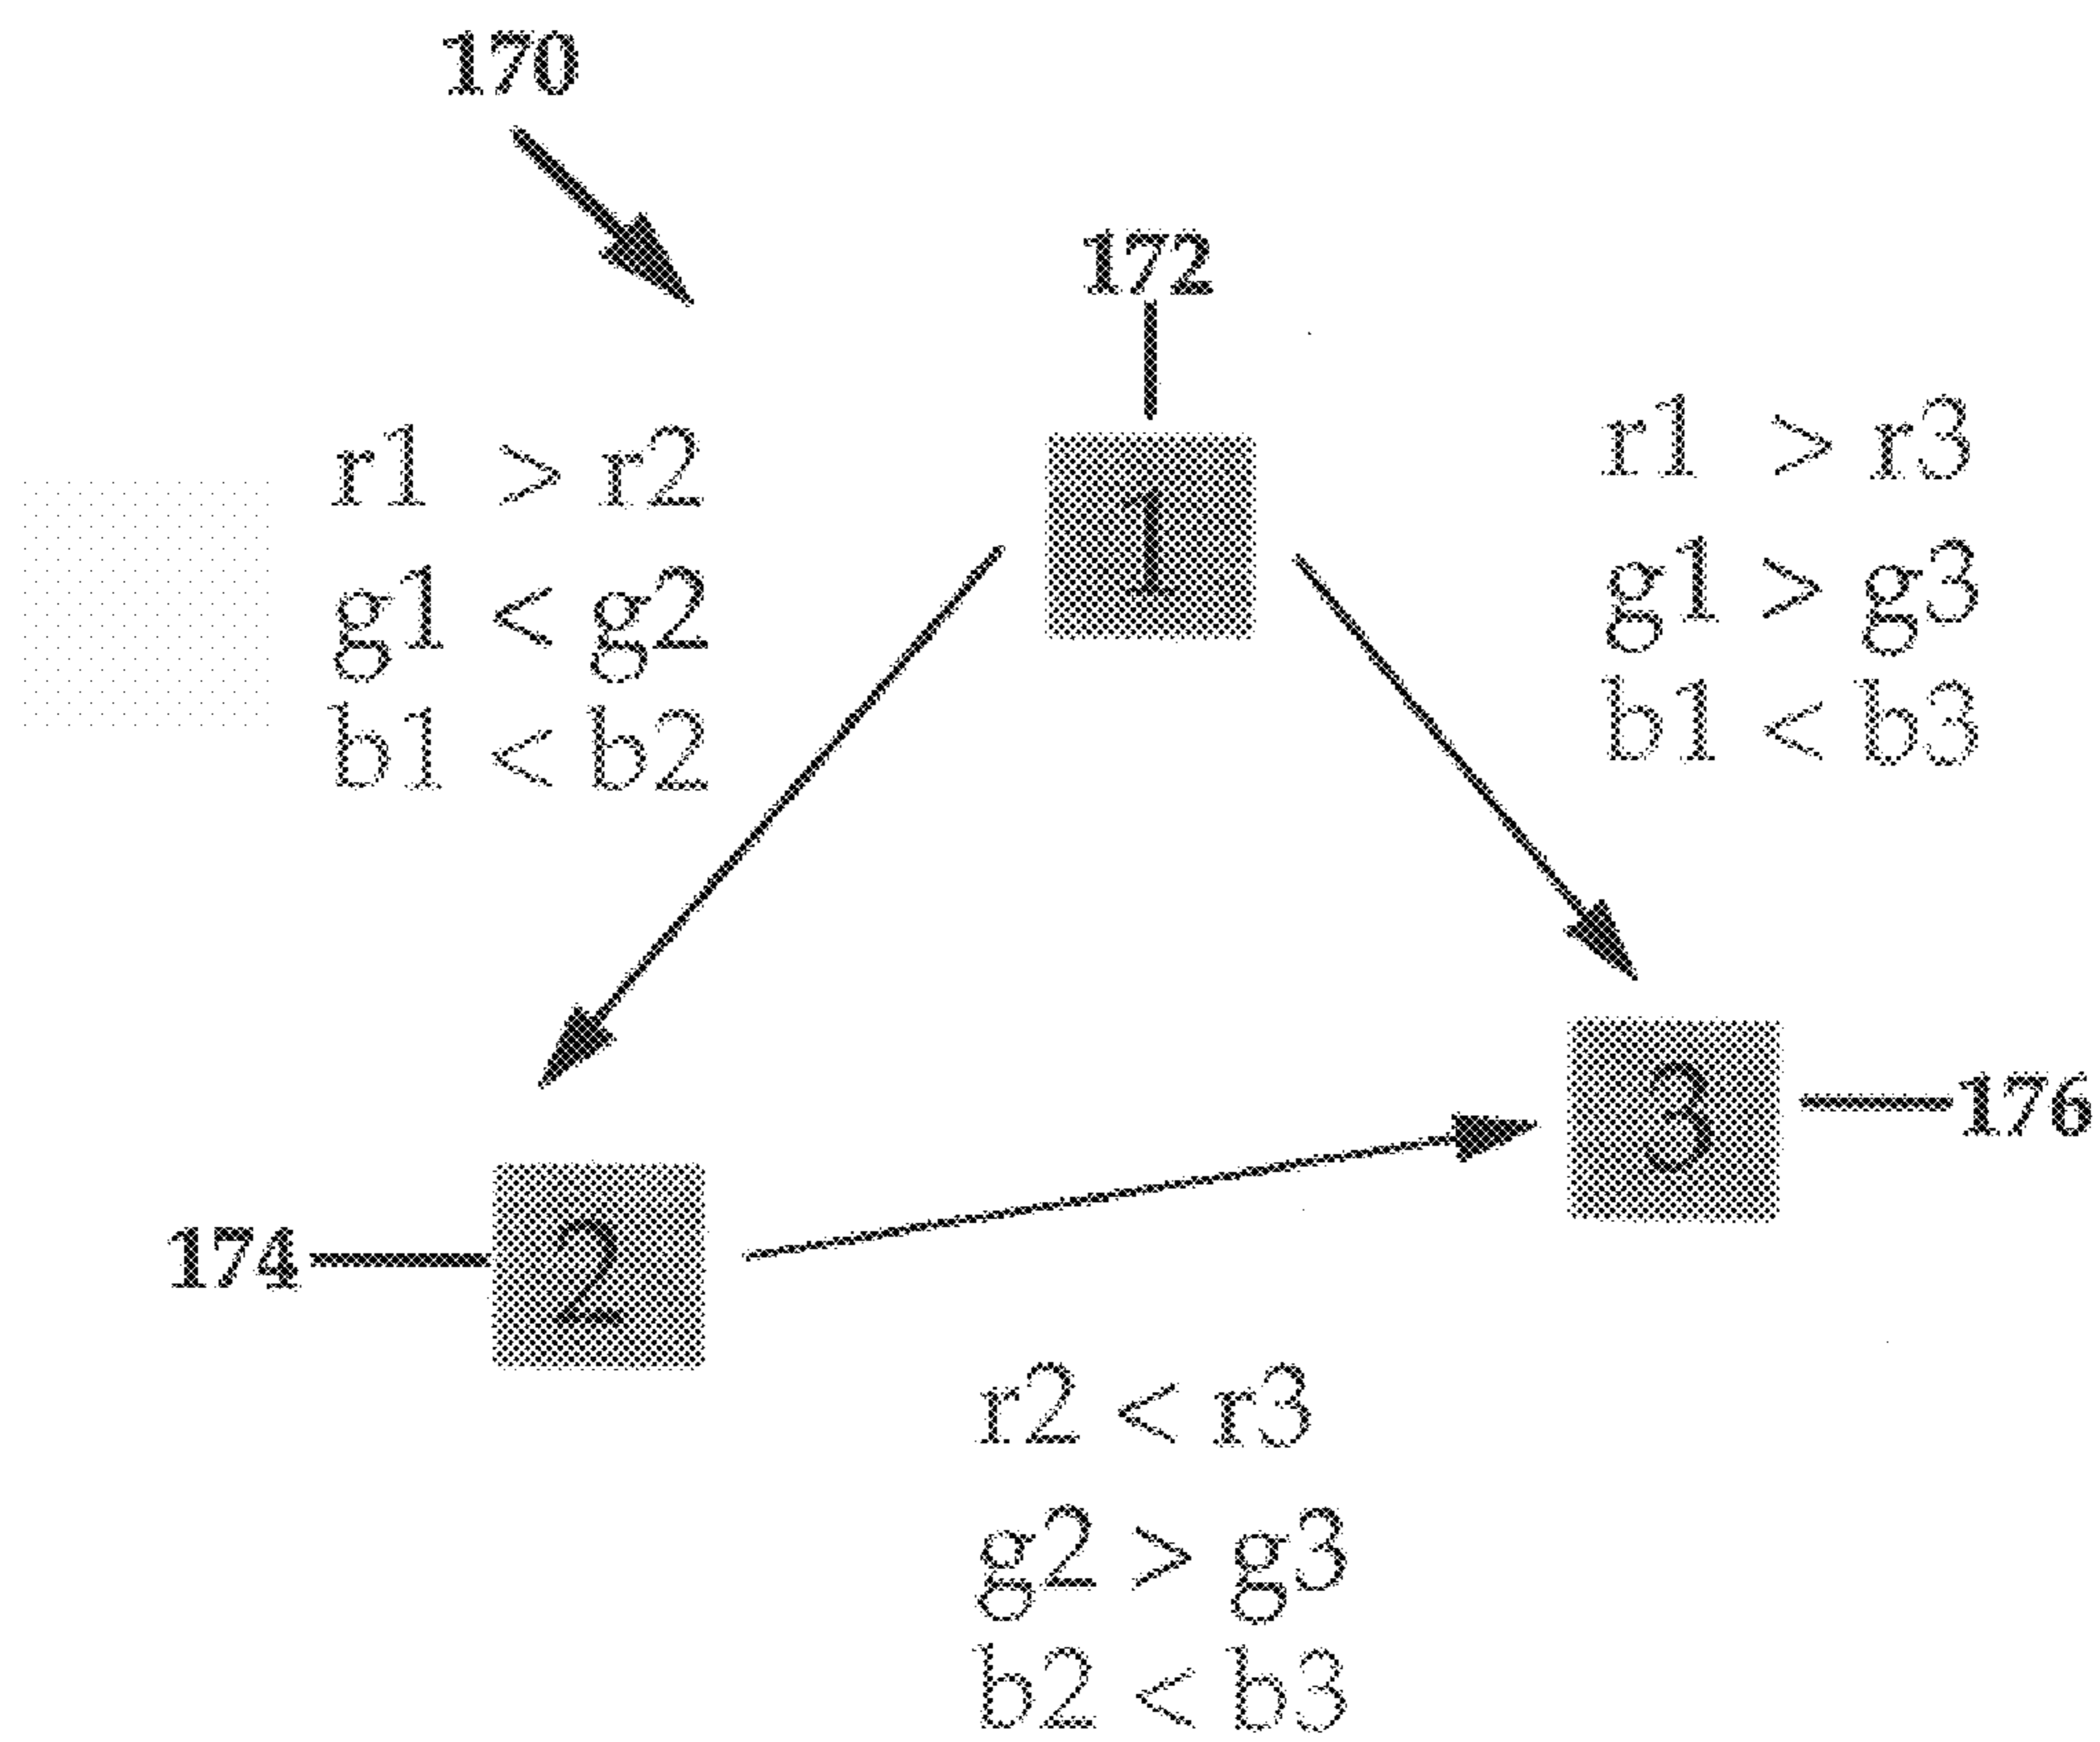 170
172
r1 > r2
g1 < g2
b1 < b2
1
r1 > r3
g1 > g3
b1 < b3
3
176
174
2
r2 < r3
g2 > g3
b2 < b3